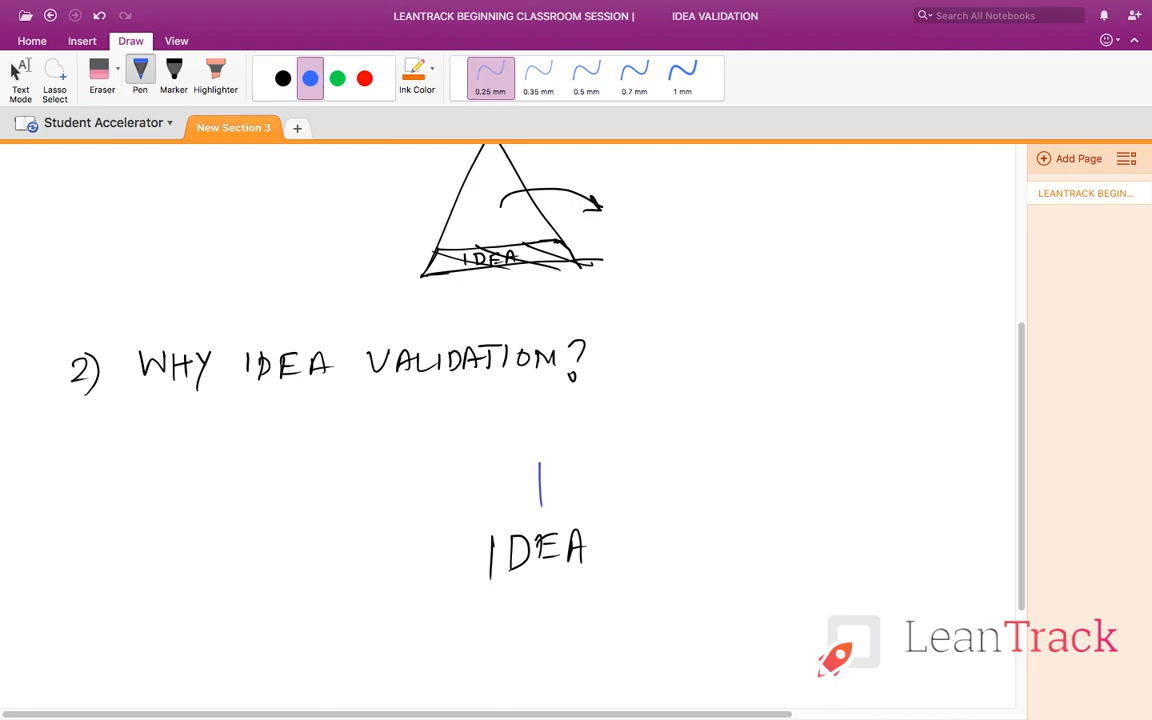 LEANTRACK BEGINNING CLASSROOM SESSION | IDEA VALIDATION
Search All Notebooks
Home Insert Draw View
Text Mode
Lasso Select
Eraser
Pen
Marker
Highlighter
Ink Color
0.25 mm
0.35 mm
0.5 mm
0.7 mm
1 mm
Student Accelerator
New Section 3
+
Add Page
LEANTRACK BEGIN...
IDEA
2) WHY IDEA VALIDATION?
IDEA
LeanTrack